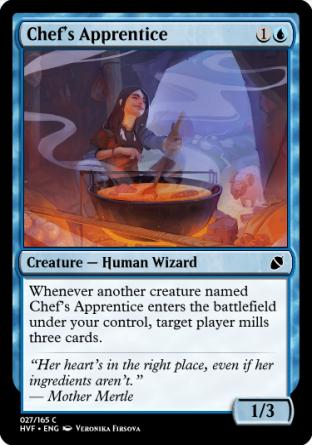 Chef's Apprentice 1
Creature — Human Wizard
Whenever another creature named
Chef's Apprentice enters the battlefield
under your control, target player mills
three cards.
"Her heart's in the right place, even if her
ingredients aren't."
— Mother Mertle
1/3
027/165 C
HVF • ENG Veronika Firsova